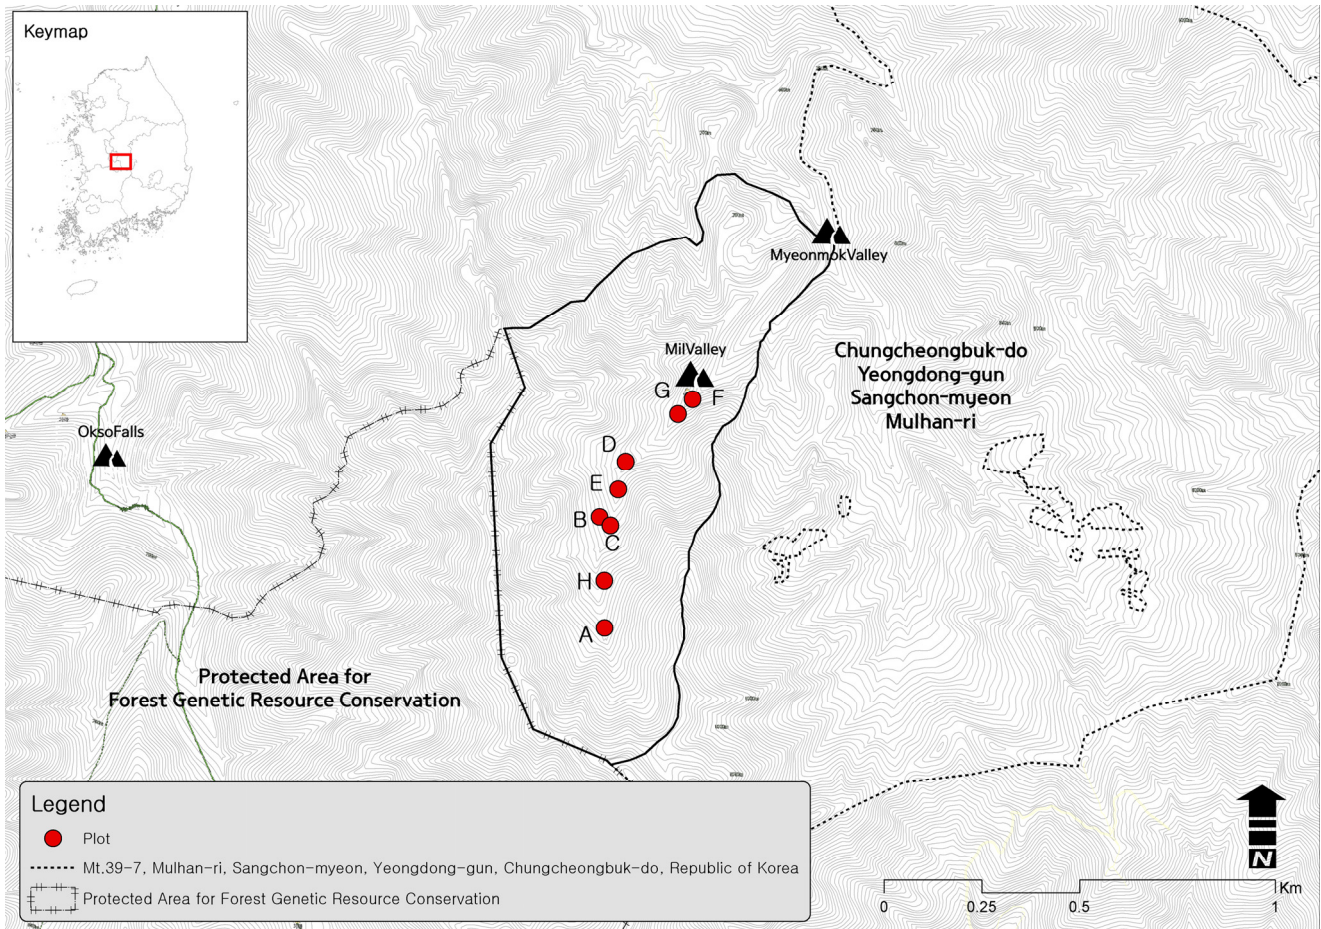 Keymap
MyeonmokValley
MilValley
Chungcheongbuk-do
Yeongdong-gun
Sangchon-myeon
Mulhan-ri
G
F
OksoFalls
D
E
B
C
H
A
Protected Area for
Forest Genetic Resource Conservation
Legend
Plot
Mt.39-7, Mulhan-ri, Sangchon-myeon, Yeongdong-gun, Chungcheongbuk-do, Republic of Korea
Protected Area for Forest Genetic Resource Conservation
N
Km
0 0.25 0.5 1